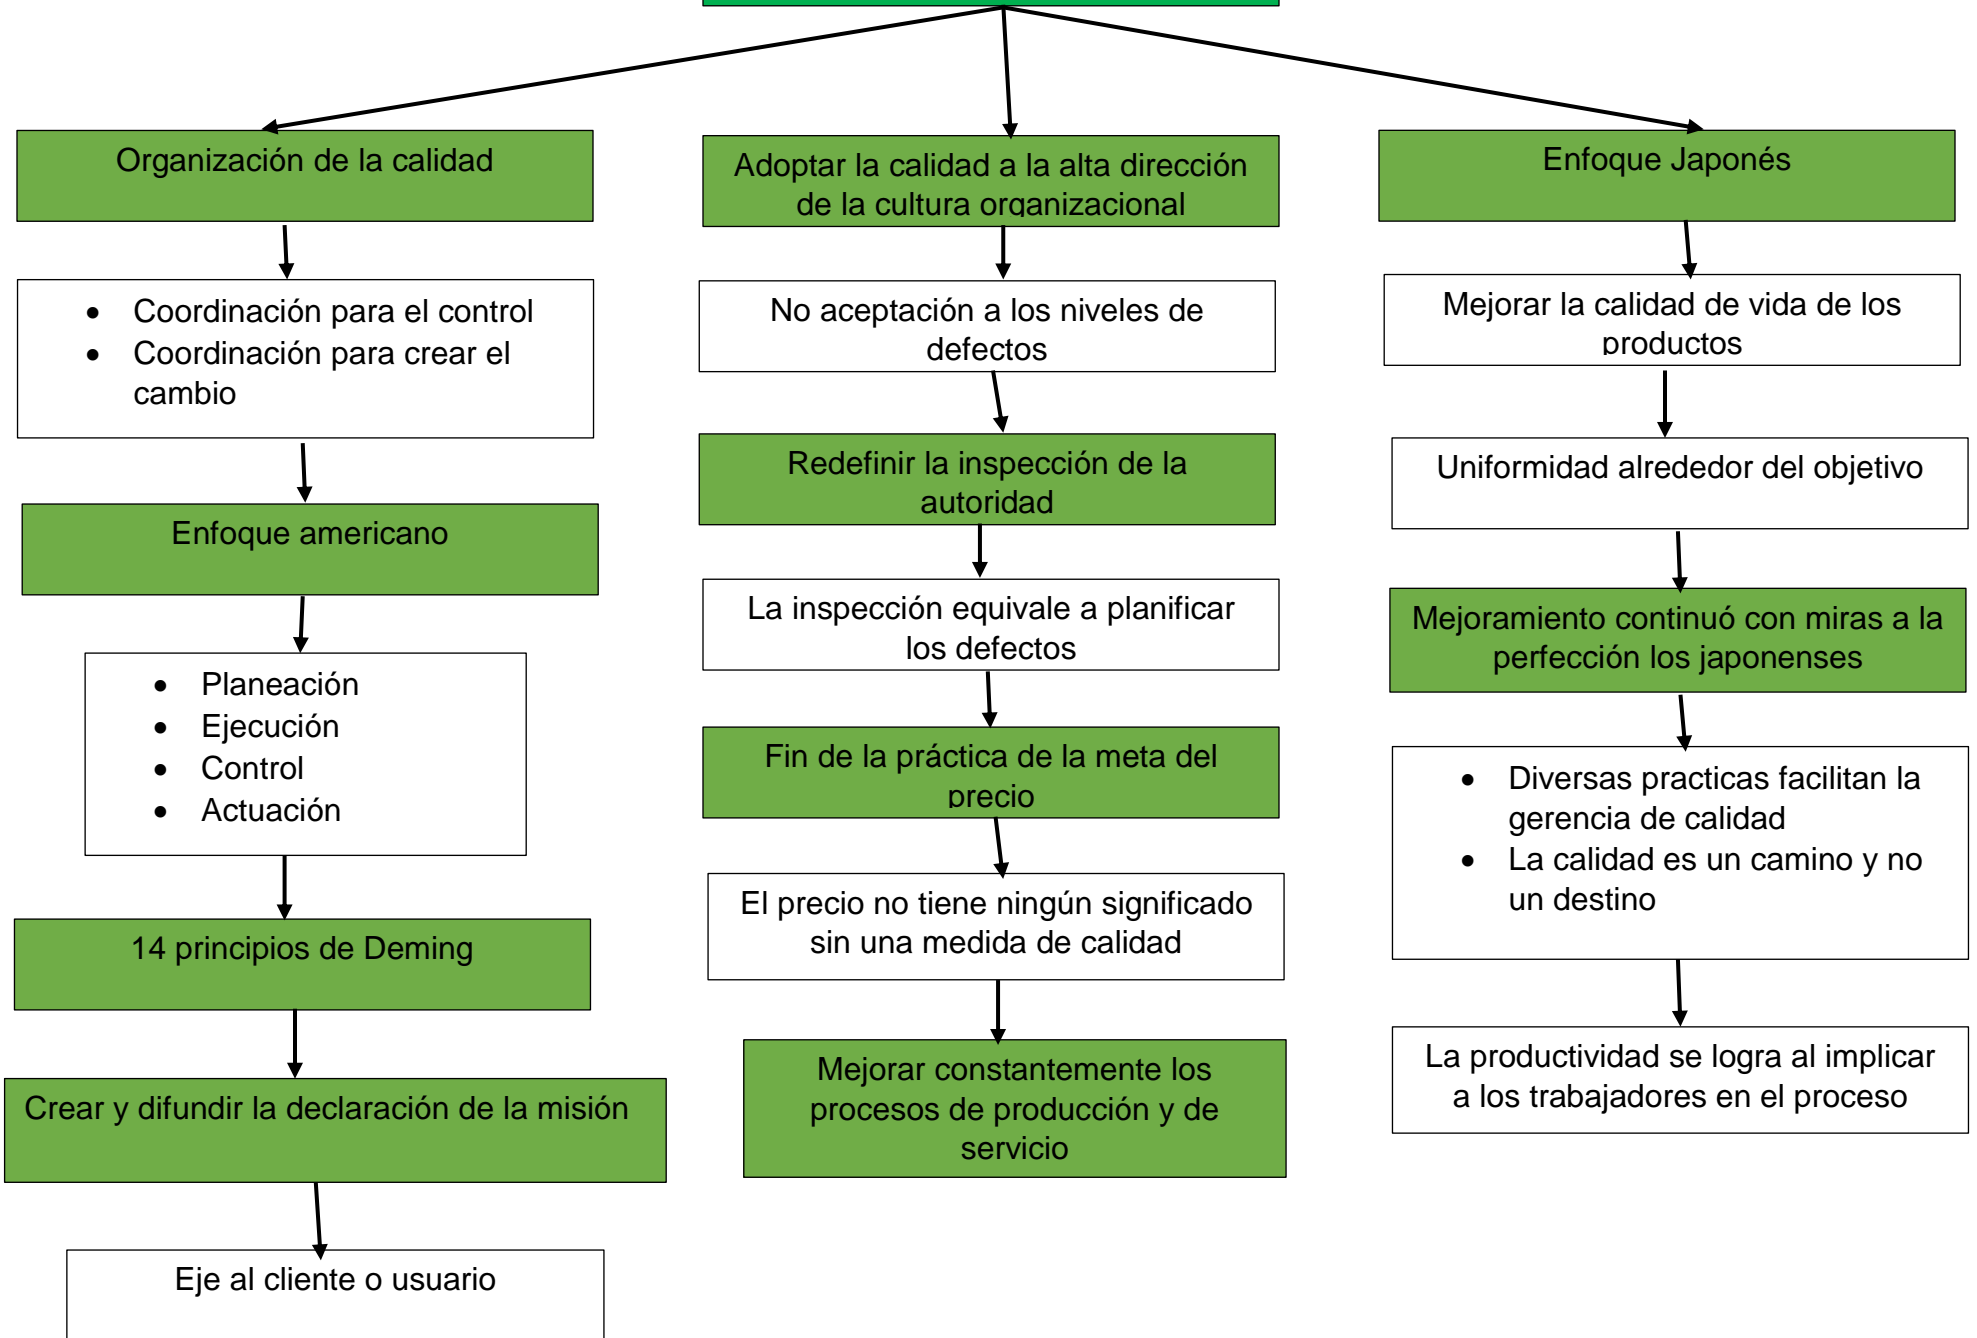 Organización de la calidad
• Coordinación para el control
• Coordinación para crear el
cambio
Enfoque americano
• Planeación
• Ejecución
• Control
• Actuación
14 principios de Deming
Crear y difundir la declaración de la misión
Eje al cliente o usuario
Adoptar la calidad a la alta dirección
de la cultura organizacional
No aceptación a los niveles de
defectos
Redefinir la inspección de la
autoridad
La inspección equivale a planificar
los defectos
Fin de la práctica de la meta del
precio
El precio no tiene ningún significado
sin una medida de calidad
Mejorar constantemente los
procesos de producción y de
servicio
Enfoque Japonés
Mejorar la calidad de vida de los
productos
Uniformidad alrededor del objetivo
Mejoramiento continuó con miras a la
perfección los japonenses
• Diversas practicas facilitan la
gerencia de calidad
• La calidad es un camino y no
un destino
La productividad se logra al implicar
a los trabajadores en el proceso